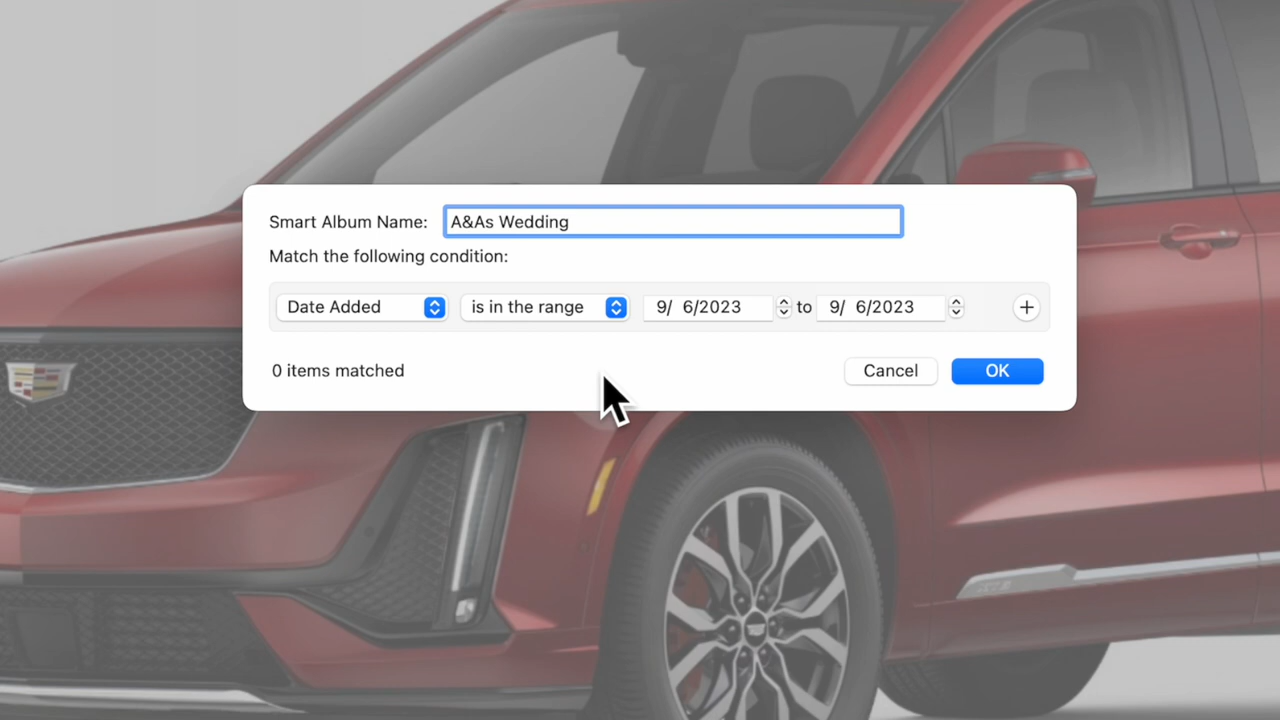 Smart Album Name: A&As Wedding
Match the following condition:
Date Added is in the range 9/ 6/2023 to 9/ 6/2023
0 items matched Cancel OK